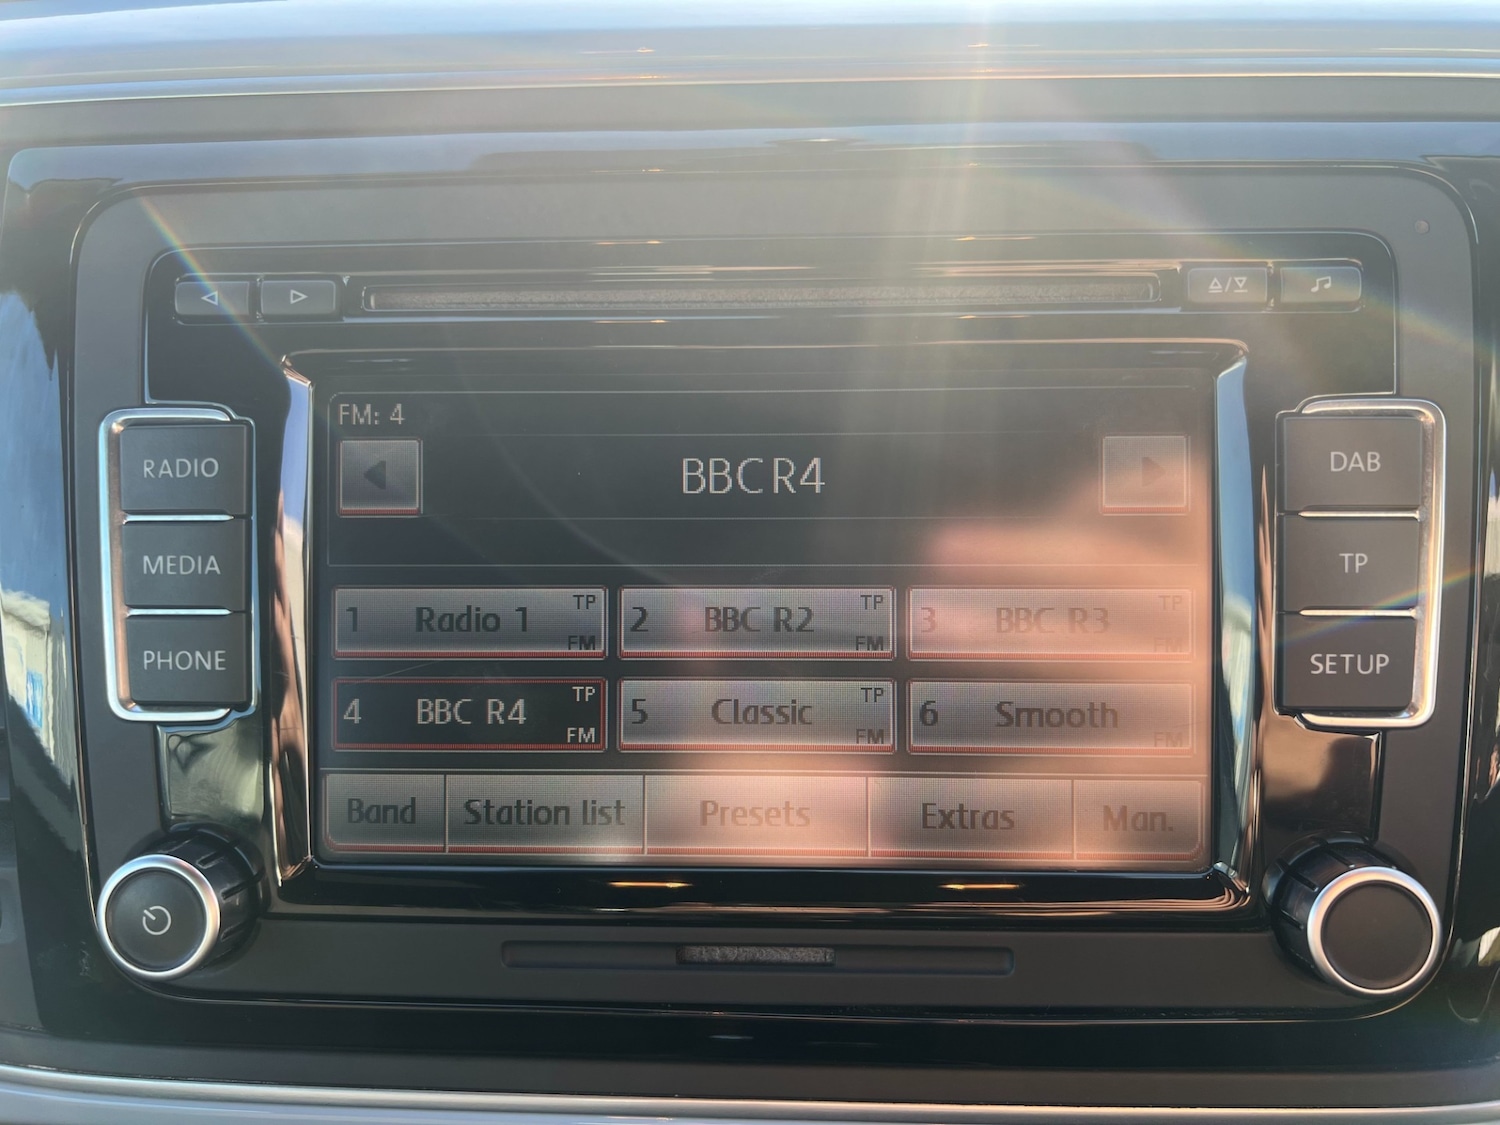 FM: 4
RADIO
BBC R4
DAB
MEDIA
TP
PHONE
SETUP
1 Radio 1 TP FM
2 BBC R2 TP FM
3 BBC R3 TP FM
4 BBC R4 TP FM
5 Classic TP FM
6 Smooth FM
Band Station list Presets Extras Man.